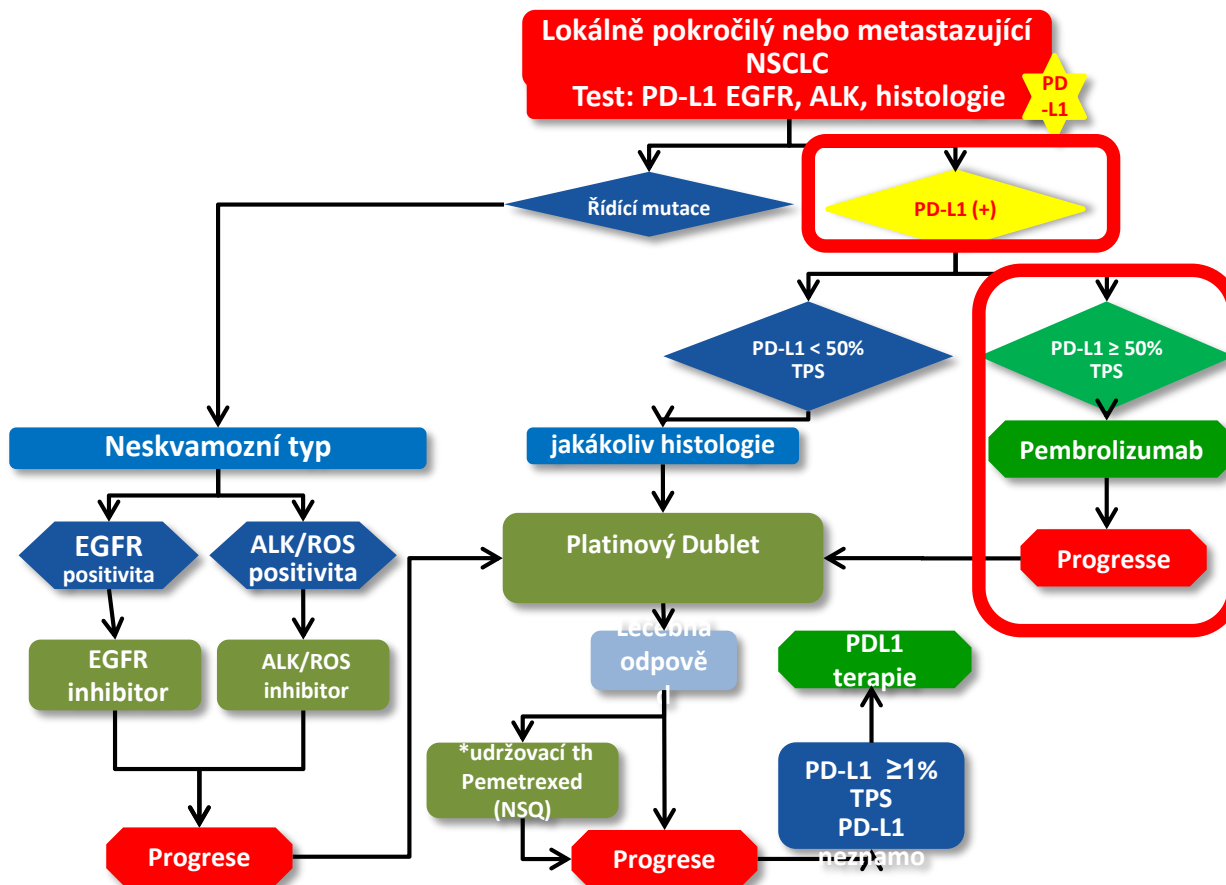 Lokálně pokročilý nebo metastazující
NSCLC
Test: PD-L1 EGFR, ALK, histologie
PD
-L1
Řídící mutace
PD-L1 (+)
PD-L1 < 50%
TPS
PD-L1 ≥ 50%
TPS
Neskvamozní typ
jakákoliv histologie
Pembrolizumab
EGFR
positivita
ALK/ROS
positivita
Platinový Dublet
Progresse
EGFR
inhibitor
ALK/ROS
inhibitor
Léčebná
odpově
d
PDL1
terapie
*udržovací th
Pemetrexed
(NSQ)
PD-L1 ≥1%
TPS
PD-L1
neznamo
Progrese
Progrese